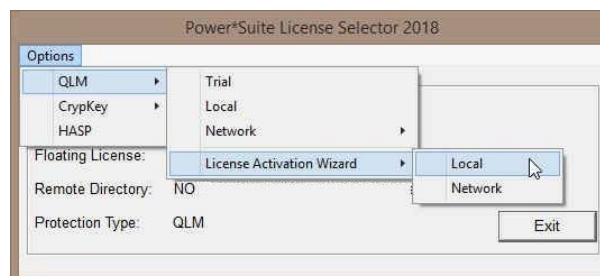 Power*Suite License Selector 2018
Options
QLM
CrypKey
HASP
Trial
Local
Network
License Activation Wizard
Local
Network
Floating License:
Remote Directory: NO
Protection Type: QLM
Exit